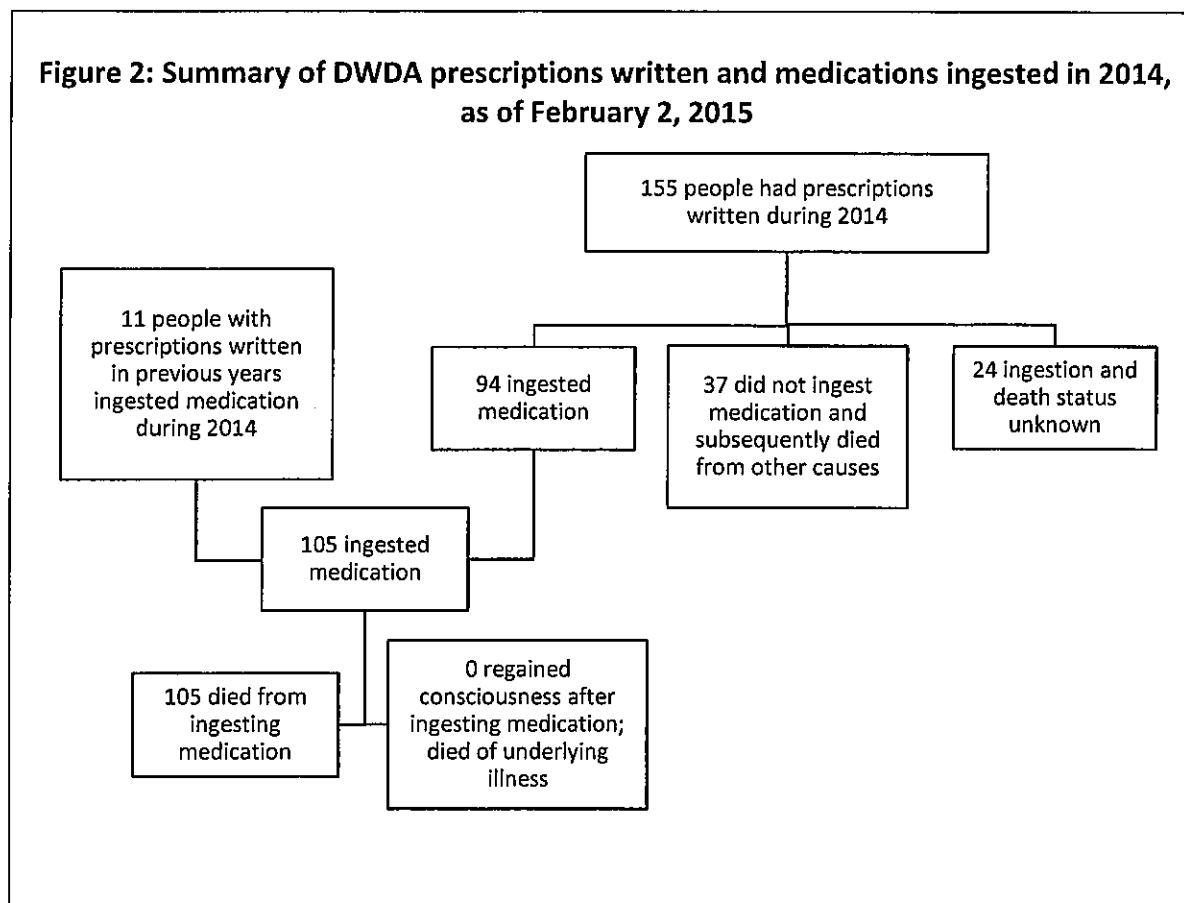 Figure 2: Summary of DWDA prescriptions written and medications ingested in 2014,
as of February 2, 2015
155 people had prescriptions
written during 2014
11 people with
prescriptions written
in previous years
ingested medication
during 2014
94 ingested
medication
37 did not ingest
medication and
subsequently died
from other causes
24 ingestion and
death status
unknown
105 ingested
medication
105 died from
ingesting
medication
0 regained
consciousness after
ingesting medication;
died of underlying
illness